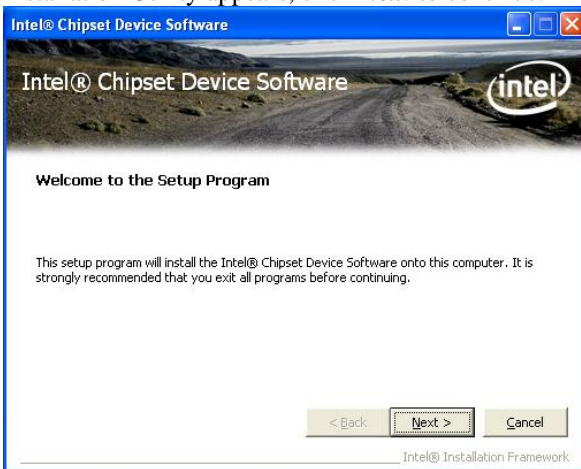 Intel® Chipset Device Software
Intel® Chipset Device Software
intel
Welcome to the Setup Program
This setup program will install the Intel® Chipset Device Software onto this computer. It is
strongly recommended that you exit all programs before continuing.
< Back Next > Cancel
Intel® Installation Framework